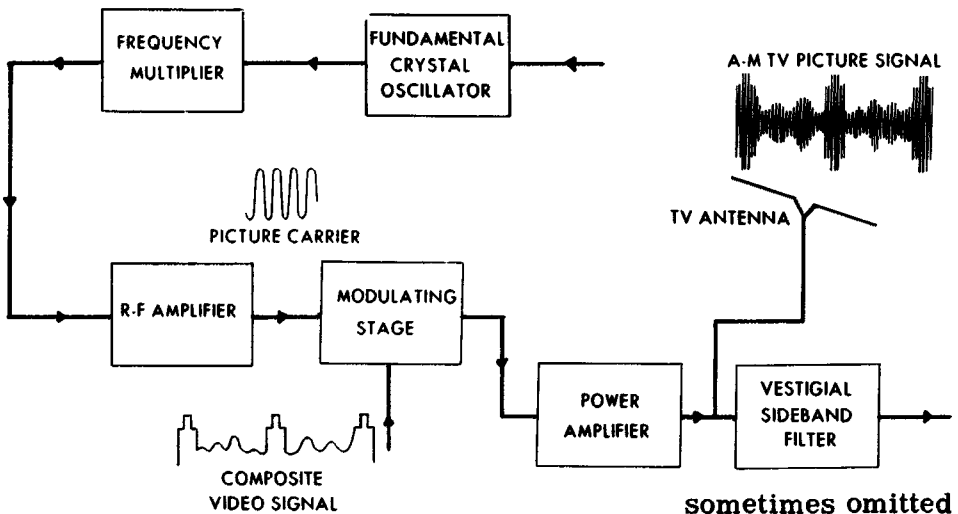 FREQUENCY
MULTIPLIER
FUNDAMENTAL
CRYSTAL
OSCILLATOR
A-M TV PICTURE SIGNAL
TV ANTENNA
PICTURE CARRIER
R-F AMPLIFIER
MODULATING
STAGE
POWER
AMPLIFIER
VESTIGIAL
SIDEBAND
FILTER
COMPOSITE
VIDEO SIGNAL
sometimes omitted